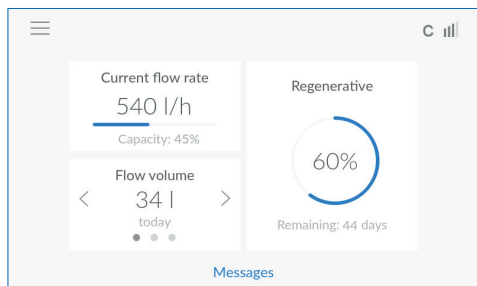 C
Current flow rate
540 l/h
Capacity: 45%
Flow volume
34 l
today
Regenerative
60%
Remaining: 44 days
Messages